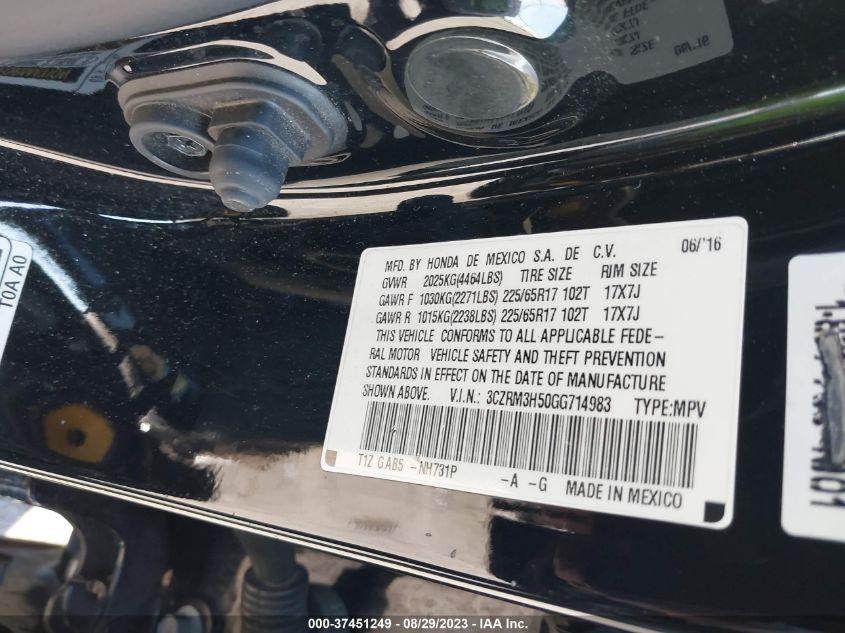 MFD. BY HONDA DE MEXICO S.A. DE C.V. 06/'16
GVWR 2025KG(4464LBS) TIRE SIZE RIM SIZE
GAWR F 1030KG(2271LBS) 225/65R17 102T 17X7J
GAWR R 1015KG(2238LBS) 225/65R17 102T 17X7J
THIS VEHICLE CONFORMS TO ALL APPLICABLE FEDE-
RAL MOTOR VEHICLE SAFETY AND THEFT PREVENTION
STANDARDS IN EFFECT ON THE DATE OF MANUFACTURE
SHOWN ABOVE. V.I.N.: 3CZRM3H50GG714983 TYPE:MPV
T1Z GAB5 -NH731P -A -G MADE IN MEXICO
T0A A0
000-37451249 - 08/29/2023 - IAA Inc.